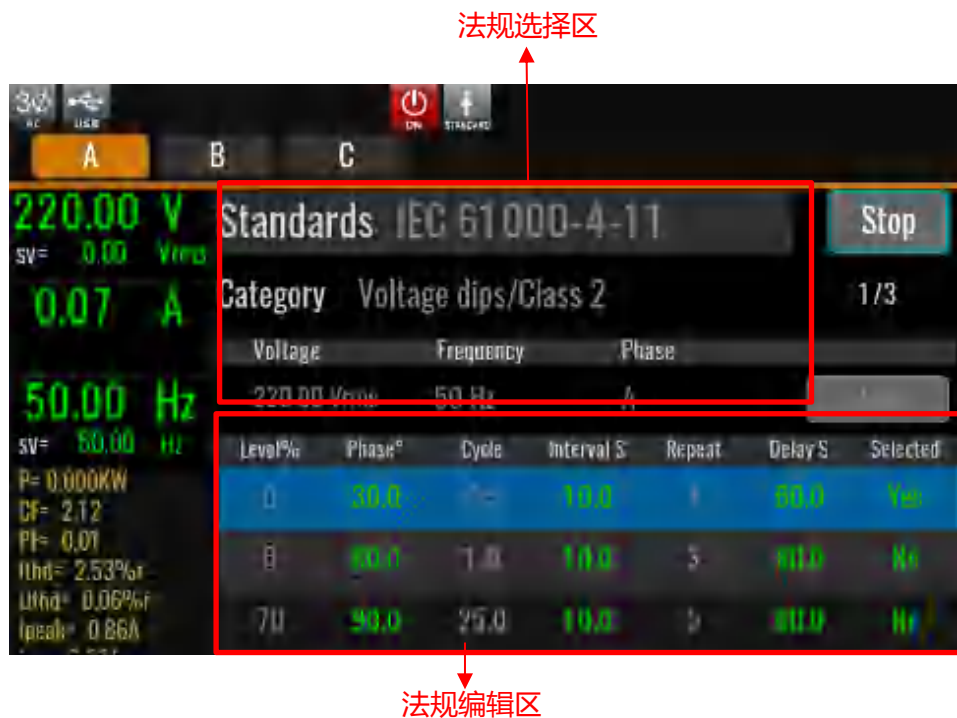 法规选择区
3Ø
AC USB ON STANDARD
A B C
220.00 V
sv= 0.00 Vrms
0.07 A
50.00 Hz
sv= 50.00 Hz
P= 0.000KW
CF= 2.12
PF= 0.01
Ithd= 2.53%r
Uthd= 0.06%r
Ipeak= 0.86A
Standards IEC 61000-4-11
Stop
Category Voltage dips/Class 2
1/3
Voltage Frequency Phase
220.00 Vrms 50 Hz A
Level% Phase° Cycle Interval S Repeat Delay S Selected
0 30.0 10.0 60.0 Yes
1.0 10.0 3 No
70 90.0 25.0 10.0 No
法规编辑区